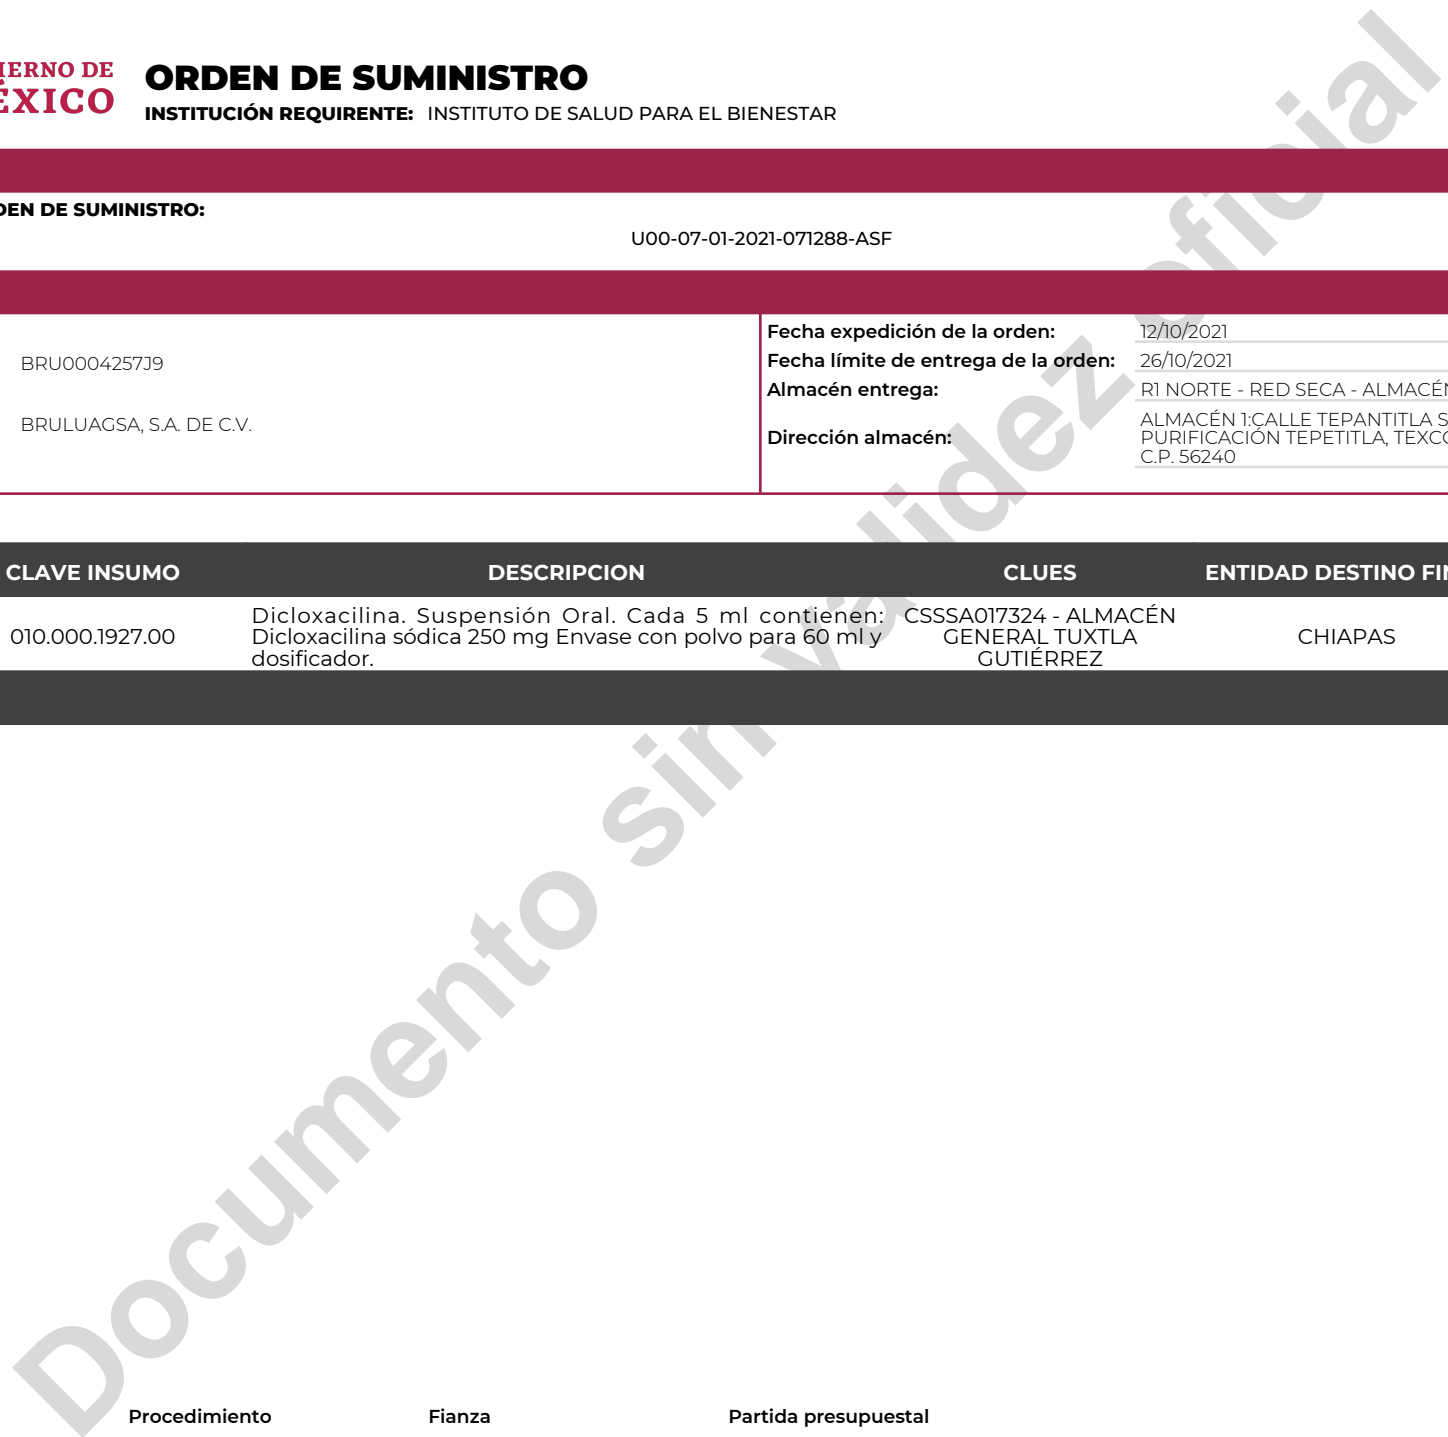 ORDEN DE SUMINISTRO
INSTITUCIÓN REQUIRENTE: INSTITUTO DE SALUD PARA EL BIENESTAR
DE
XICO
DE SUMINISTRO:
U00-07-01-2021-071288-ASF
BRU0004257J9
BRULUAGSA, S.A. DE C.V.
Fecha expedición de la orden: 12/10/2021
Fecha límite de entrega de la orden: 26/10/2021
Almacén entrega: R1 NORTE - RED SECA - ALMACÉN
Dirección almacén: ALMACÉN 1:CALLE TEPANTITLA S
PURIFICACIÓN TEPETITLA, TEXCO
C.P. 56240
CLAVE INSUMO DESCRIPCION CLUES ENTIDAD DESTINO FIN
010.000.1927.00
Dicloxacilina. Suspensión Oral. Cada 5 ml contienen:
Dicloxacilina sódica 250 mg Envase con polvo para 60 ml y
dosificador.
CSSSA017324 - ALMACÉN
GENERAL TUXTLA
GUTIÉRREZ
CHIAPAS
Documento sin validez oficial
Procedimiento Fianza Partida presupuestal